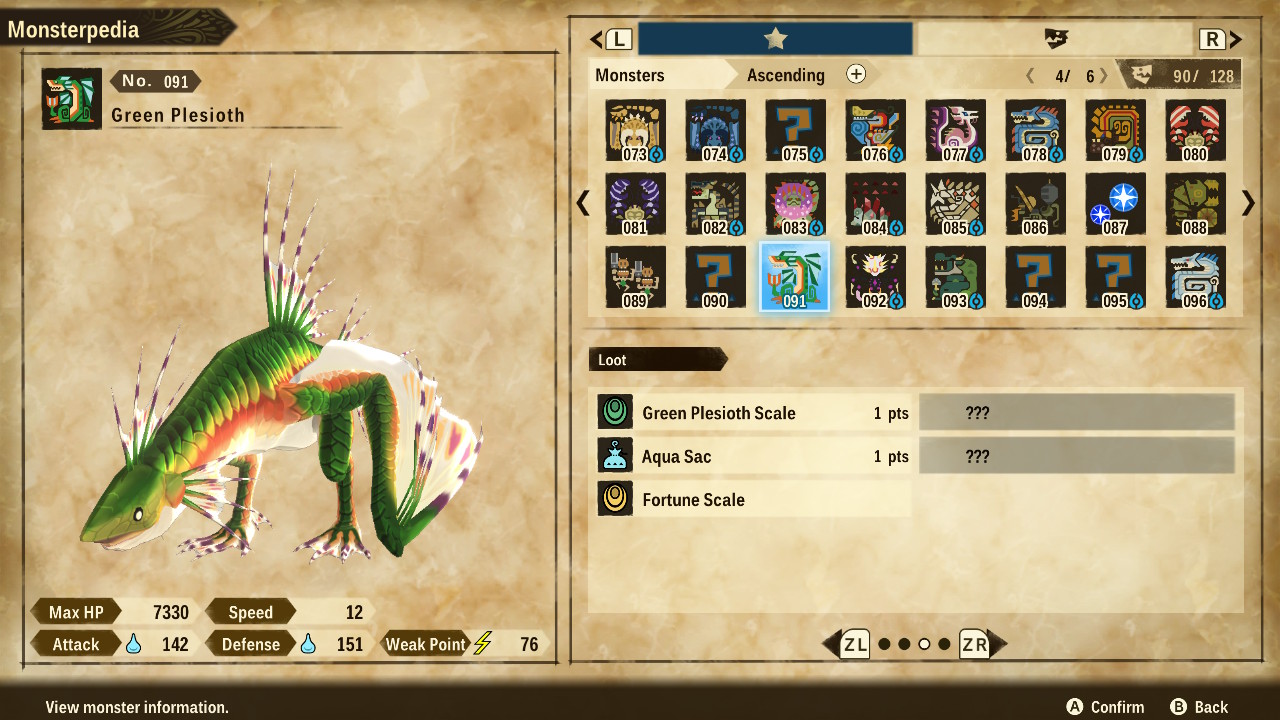 Monsterpedia
No. 091
Green Plesioth
Max HP 7330 Speed 12
Attack 142 Defense 151 Weak Point 76
L R
Monsters Ascending + 4/ 6 90/ 128
073 074 075 076 077 078 079 080
081 082 083 084 085 086 087 088
089 090 091 092 093 094 095 096
Loot
Green Plesioth Scale 1 pts ???
Aqua Sac 1 pts ???
Fortune Scale
ZL ZR
View monster information.
A Confirm B Back